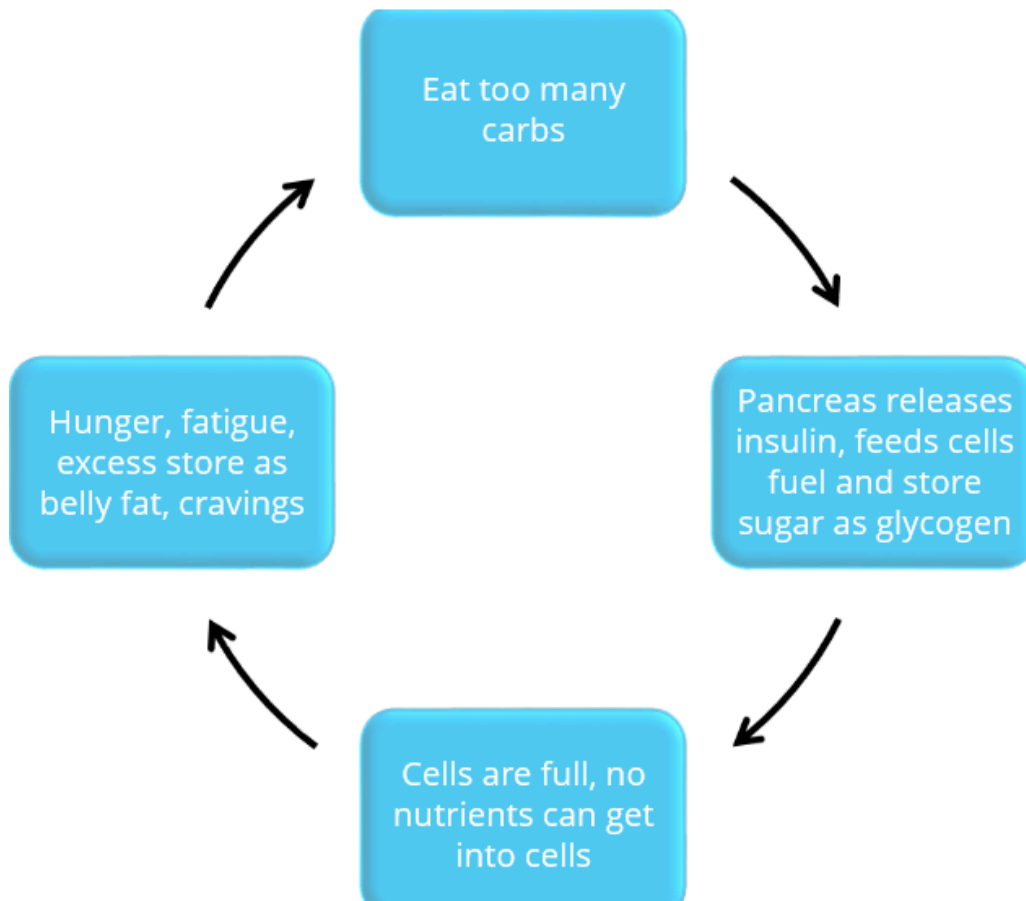 Eat too many
carbs
Pancreas releases
insulin, feeds cells
fuel and store
sugar as glycogen
Cells are full, no
nutrients can get
into cells
Hunger, fatigue,
excess store as
belly fat, cravings